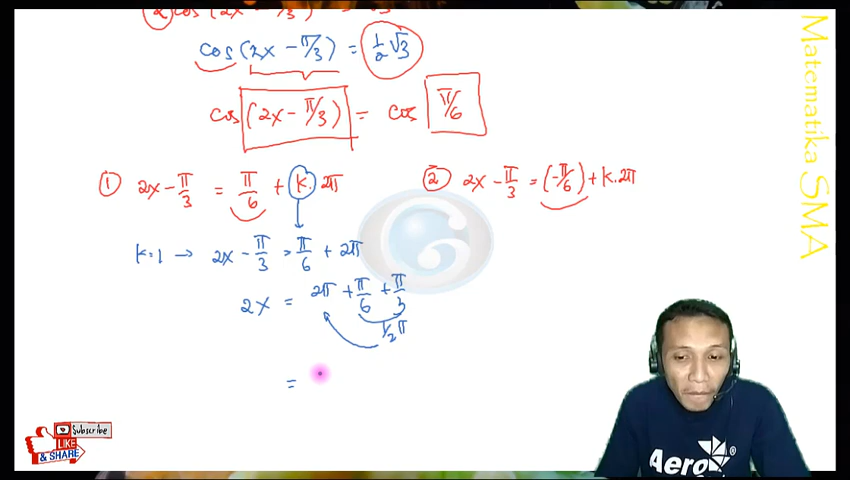 cos(2x - π/3) = 1/2 √3
cos (2x - π/3) = cos π/6
① 2x - π/3 = π/6 + k. 2π
② 2x - π/3 = (-π/6) + k. 2π
k=1 → 2x - π/3 = π/6 + 2π
2x = 2π + π/6 + π/3
1/2 π
=
Matematika SMA
Subscribe
LIKE
& SHARE
Aero